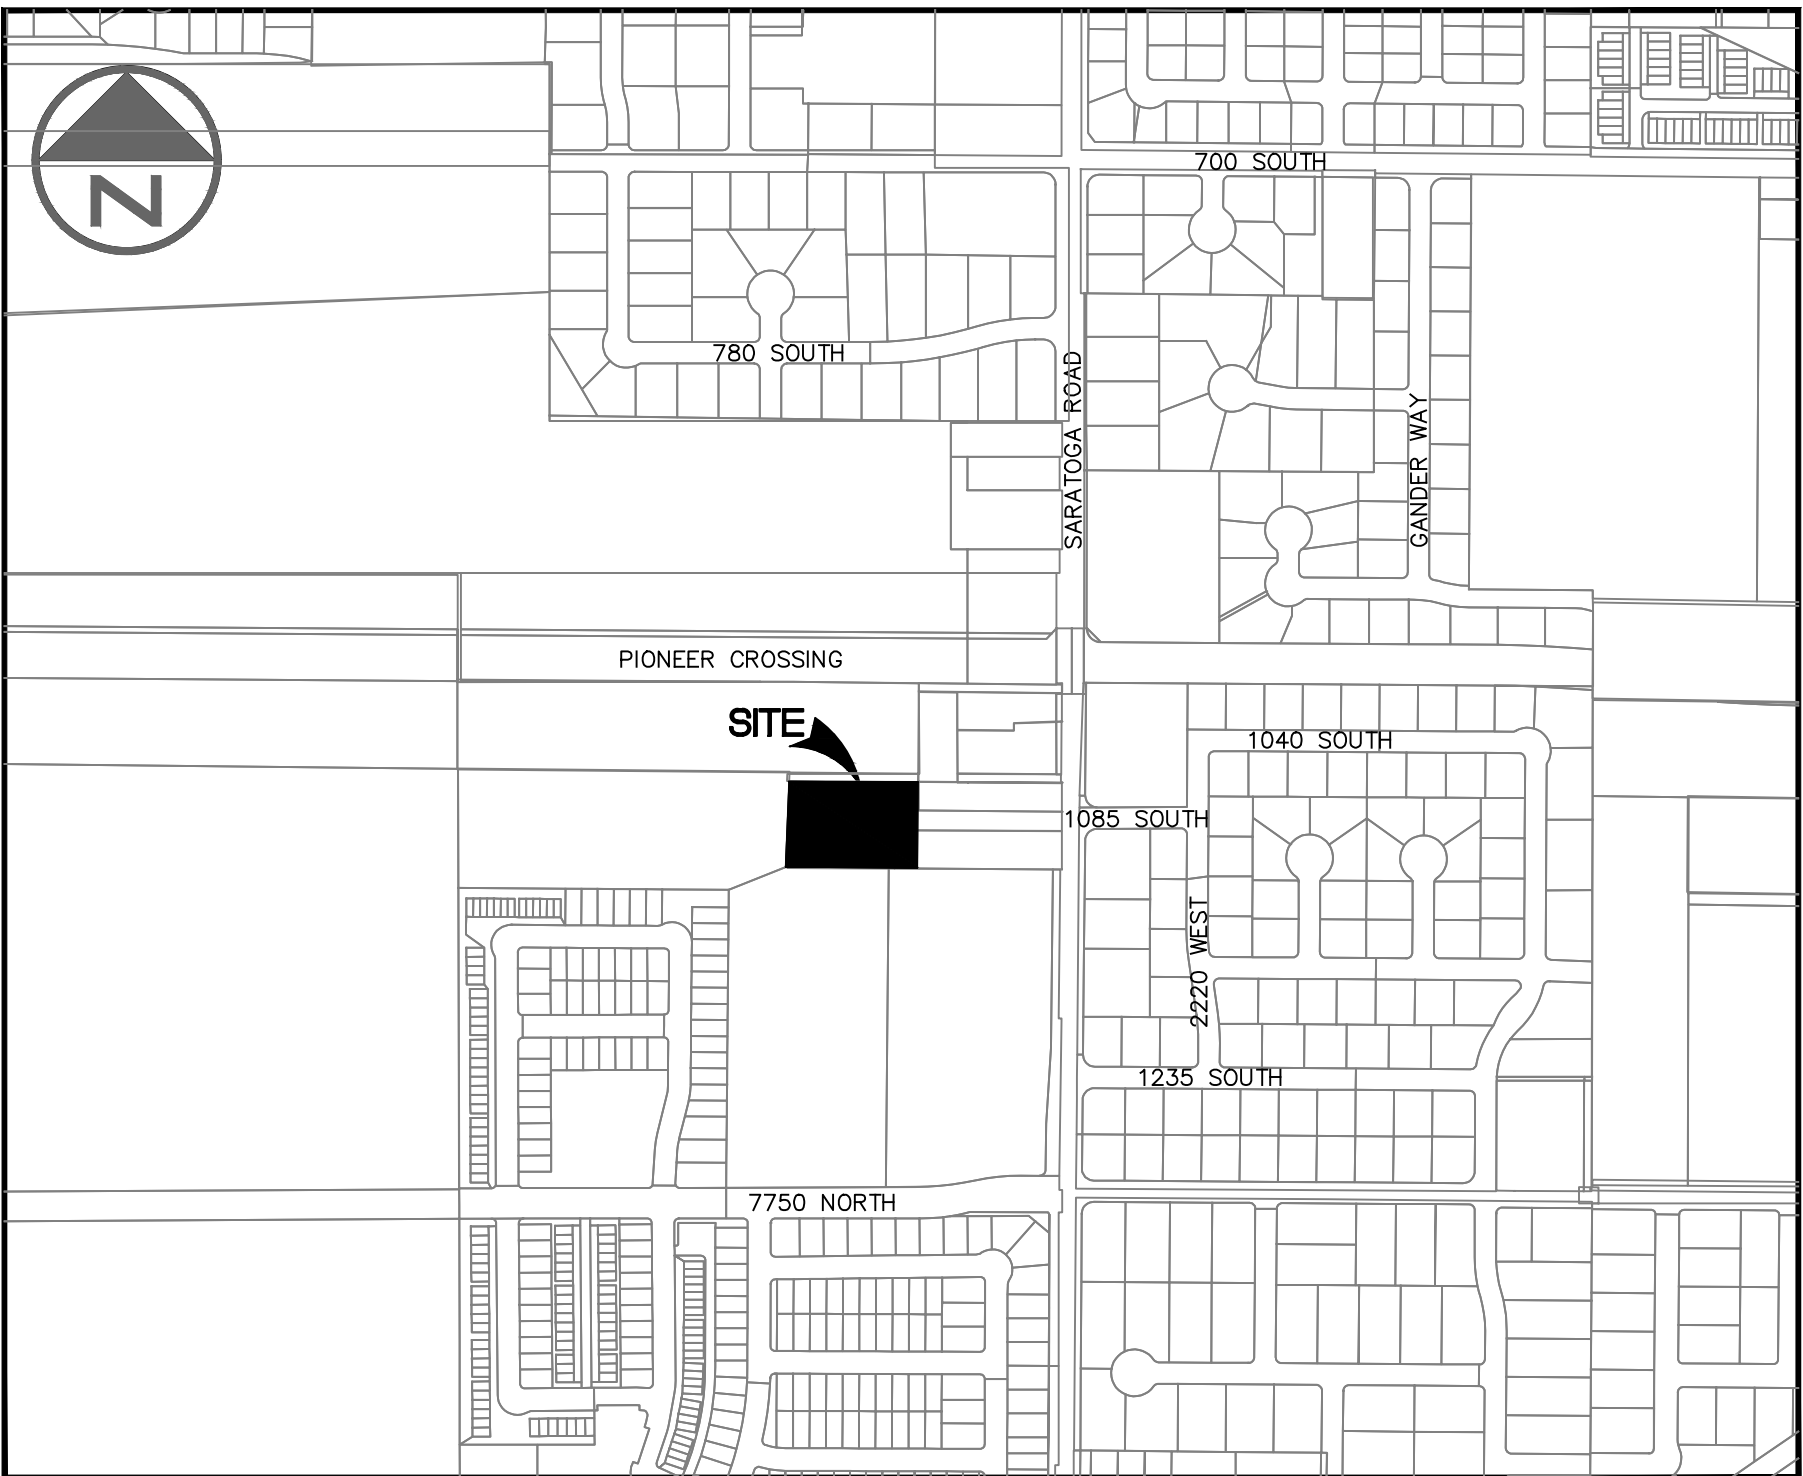 700 SOUTH
N
780 SOUTH
SARATOGA ROAD
GANDER WAY
PIONEER CROSSING
SITE
1040 SOUTH
1085 SOUTH
2220 WEST
1235 SOUTH
7750 NORTH